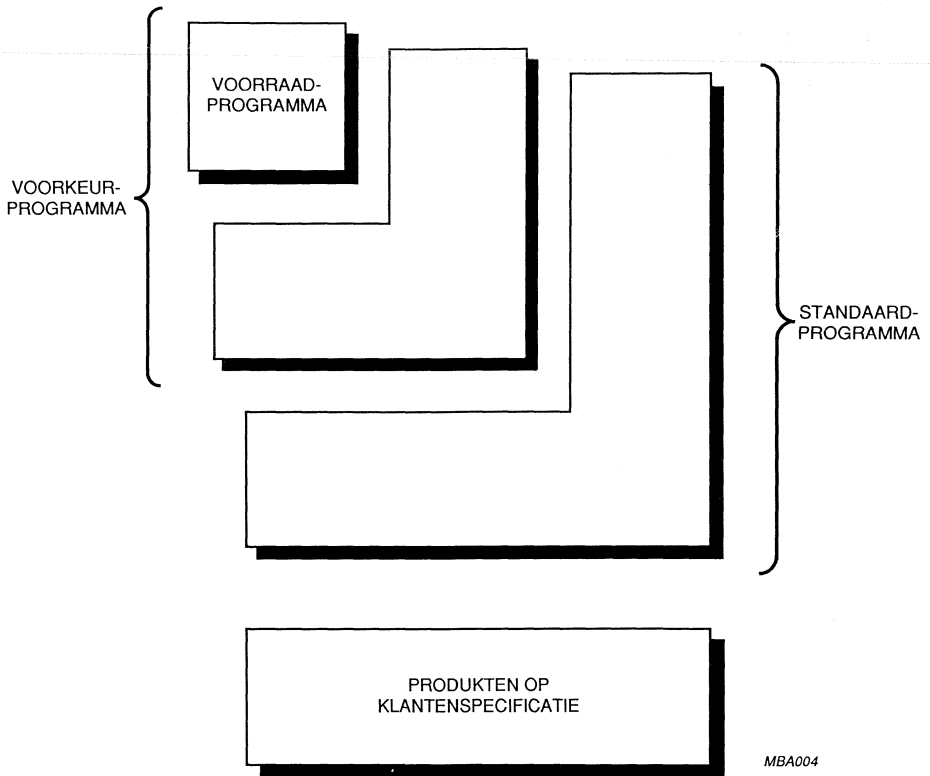 VOORRAAD-
PROGRAMMA
VOORKEUR-
PROGRAMMA
STANDAARD-
PROGRAMMA
PRODUKTEN OP
KLANTENSPECIFICATIE
MBA004